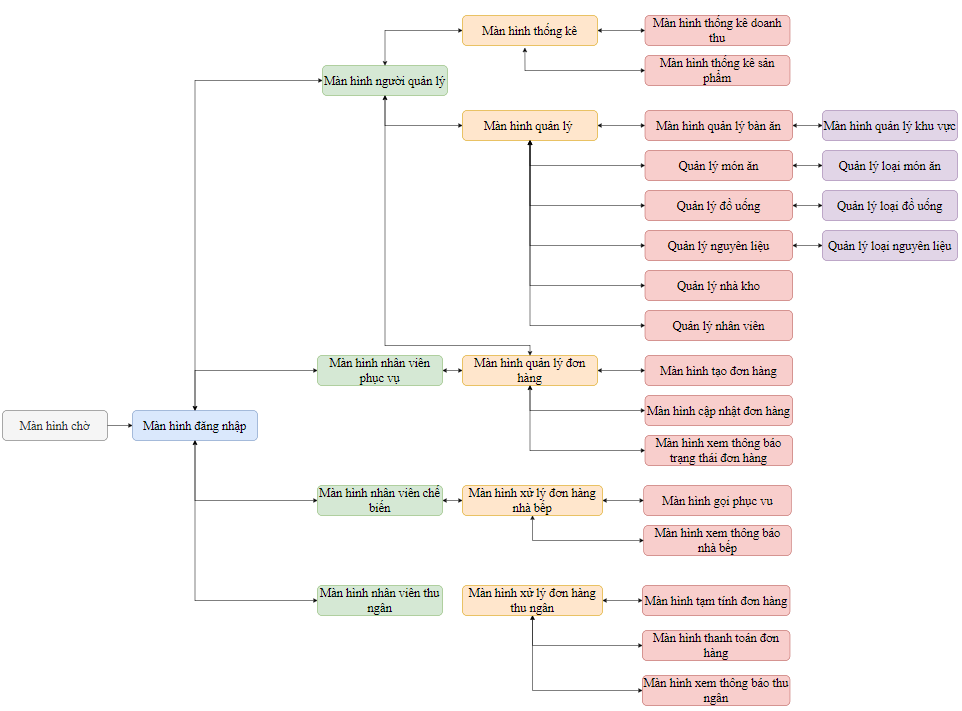 Màn hình thống kê
Màn hình thống kê doanh
thu
Màn hình thống kê sản
phẩm
Màn hình người quản lý
Màn hình quản lý
Màn hình quản lý bàn ăn
Màn hình quản lý khu vực
Quản lý món ăn
Quản lý loại món ăn
Quản lý đồ uống
Quản lý loại đồ uống
Quản lý nguyên liệu
Quản lý loại nguyên liệu
Quản lý nhà kho
Quản lý nhân viên
Màn hình nhân viên
phục vụ
Màn hình quản lý đơn
hàng
Màn hình tạo đơn hàng
Màn hình cập nhật đơn hàng
Màn hình chờ
Màn hình đăng nhập
Màn hình xem thông báo
trạng thái đơn hàng
Màn hình nhân viên chế
biến
Màn hình xử lý đơn hàng
nhà bếp
Màn hình gọi phục vu
Màn hình xem thông báo
nhà bếp
Màn hình nhân viên thu
ngân
Màn hình xử lý đơn hàng
thu ngân
Màn hình tạm tính đơn hàng
Màn hình thanh toán đơn
hàng
Màn hình xem thông báo thu
ngân